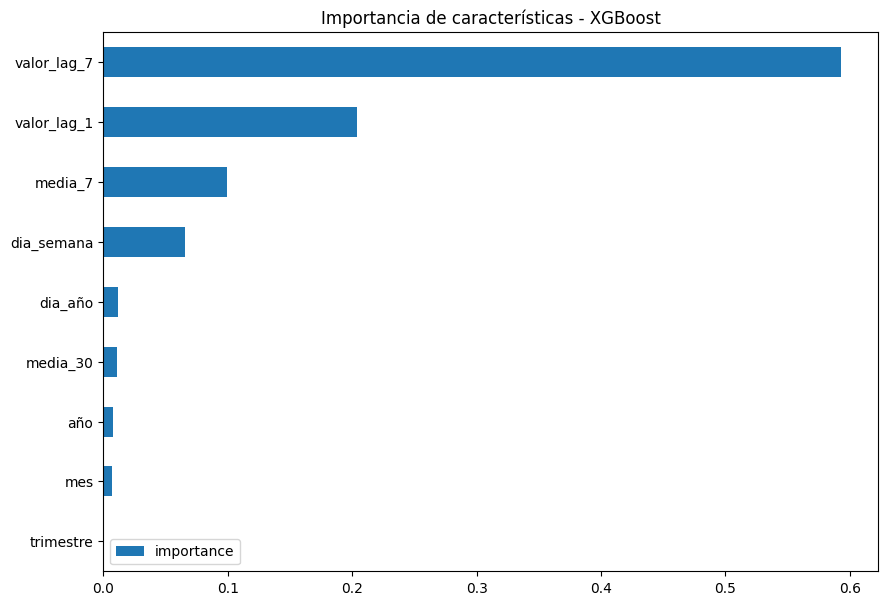 Importancia de características - XGBoost
valor_lag_7
valor_lag_1
media_7
dia_semana
dia_año
media_30
año
mes
trimestre
importance
0.0 0.1 0.2 0.3 0.4 0.5 0.6